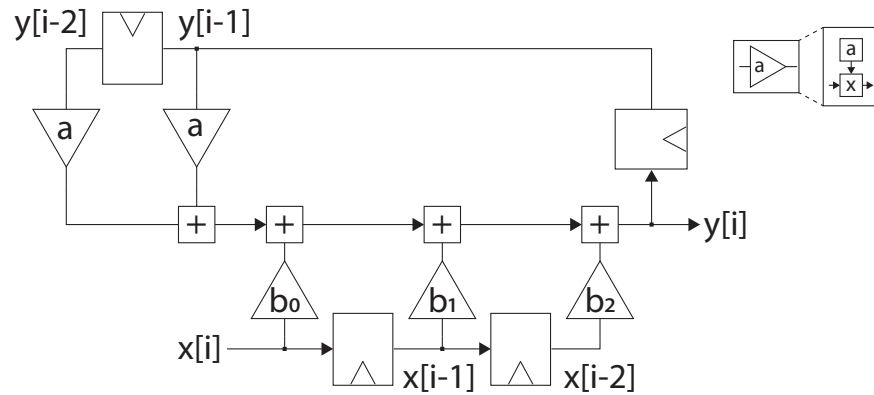 y[i-2] y[i-1]
a
x
a a
a
+ + + + y[i]
b₀ b₁ b₂
x[i] x[i-1] x[i-2]